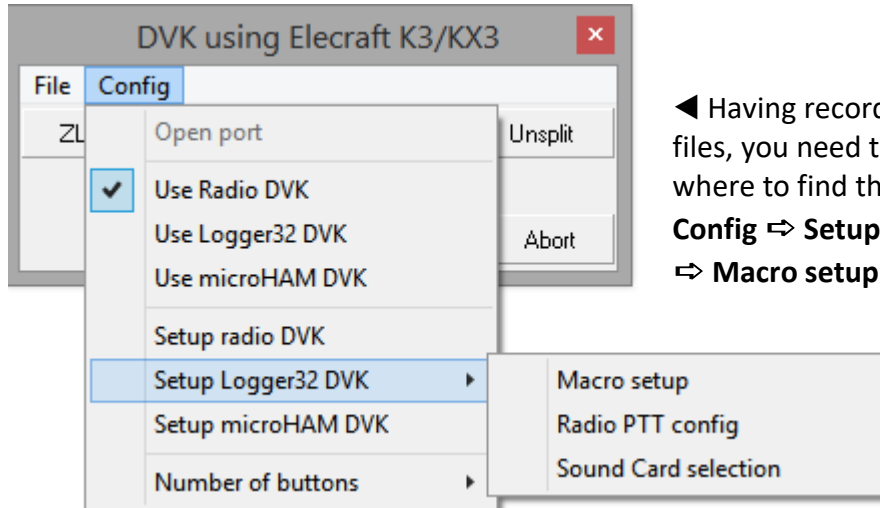 DVK using Elecraft K3/KX3
File Config
ZL
Open port
Unsplit
Use Radio DVK
Use Logger32 DVK
Abort
Use microHAM DVK
Setup radio DVK
Setup Logger32 DVK
Setup microHAM DVK
Number of buttons
Macro setup
Radio PTT config
Sound Card selection
◀ Having record
files, you need t
where to find th
Config ⇨ Setup
⇨ Macro setup